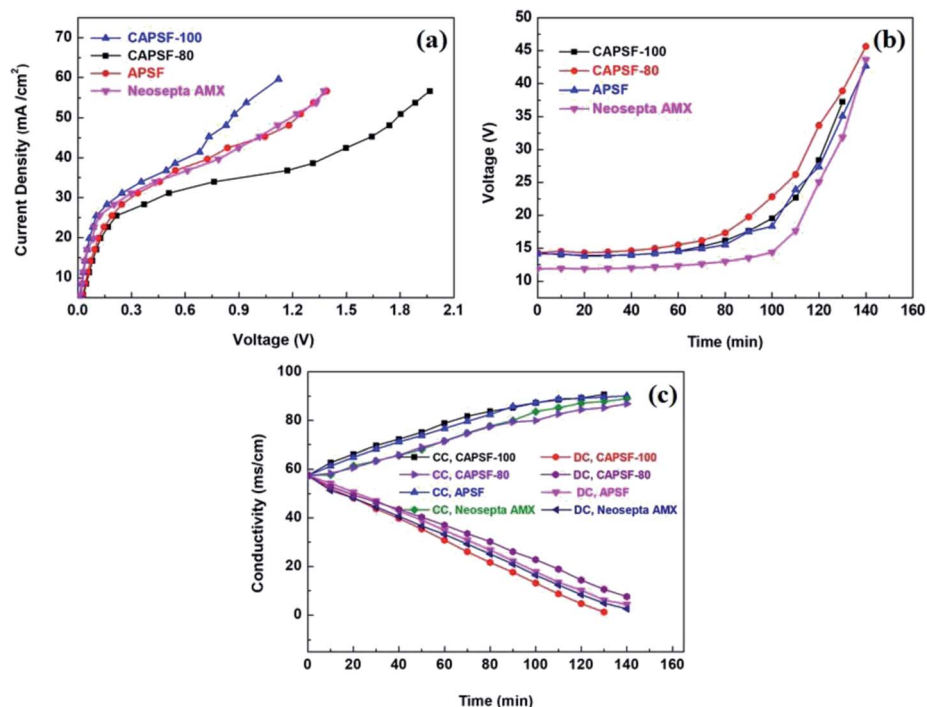 (a)
CAPSF-100
CAPSF-80
APSF
Neosepta AMX
Current Density (mA /cm²)
70
60
50
40
30
20
10
0.0 0.3 0.6 0.9 1.2 1.5 1.8 2.1
Voltage (V)
(b)
CAPSF-100
CAPSF-80
APSF
Neosepta AMX
Voltage (V)
50
45
40
35
30
25
20
15
10
0 20 40 60 80 100 120 140 160
Time (min)
(c)
Conductivity (ms/cm)
100
80
60
40
20
0
CC, CAPSF-100 DC, CAPSF-100
CC, CAPSF-80 DC, CAPSF-80
CC, APSF DC, APSF
CC, Neosepta AMX DC, Neosepta AMX
0 20 40 60 80 100 120 140 160
Time (min)